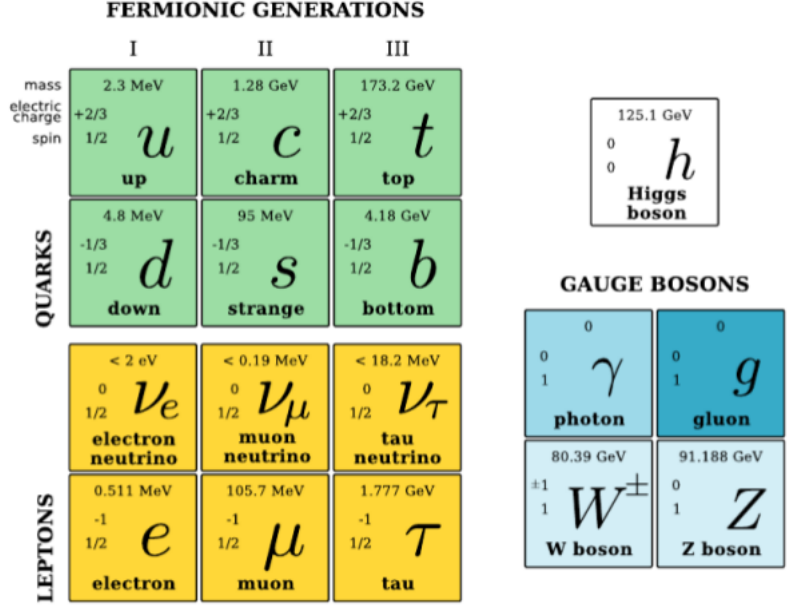 FERMIONIC GENERATIONS
I II III
mass
electric
charge
spin
QUARKS
2.3 MeV
+2/3
1/2
u
up
1.28 GeV
+2/3
1/2
c
charm
173.2 GeV
+2/3
1/2
t
top
4.8 MeV
-1/3
1/2
d
down
95 MeV
-1/3
1/2
s
strange
4.18 GeV
-1/3
1/2
b
bottom
LEPTONS
< 2 eV
0
1/2
νe
electron
neutrino
< 0.19 MeV
0
1/2
νμ
muon
neutrino
< 18.2 MeV
0
1/2
ντ
tau
neutrino
0.511 MeV
-1
1/2
e
electron
105.7 MeV
-1
1/2
μ
muon
1.777 GeV
-1
1/2
τ
tau
125.1 GeV
0
0
h
Higgs
boson
GAUGE BOSONS
0
0
1
γ
photon
0
0
1
g
gluon
80.39 GeV
±1
1
W±
W boson
91.188 GeV
0
1
Z
Z boson